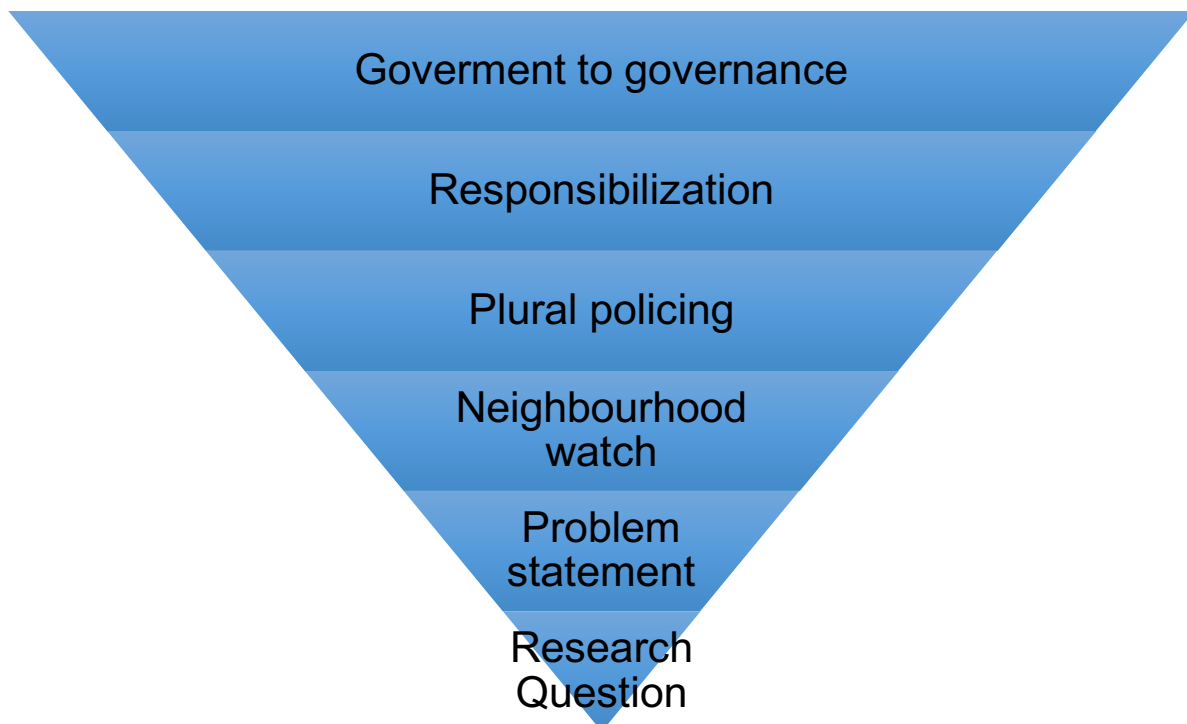 Goverment to governance
Responsibilization
Plural policing
Neighbourhood
watch
Problem
statement
Research
Question